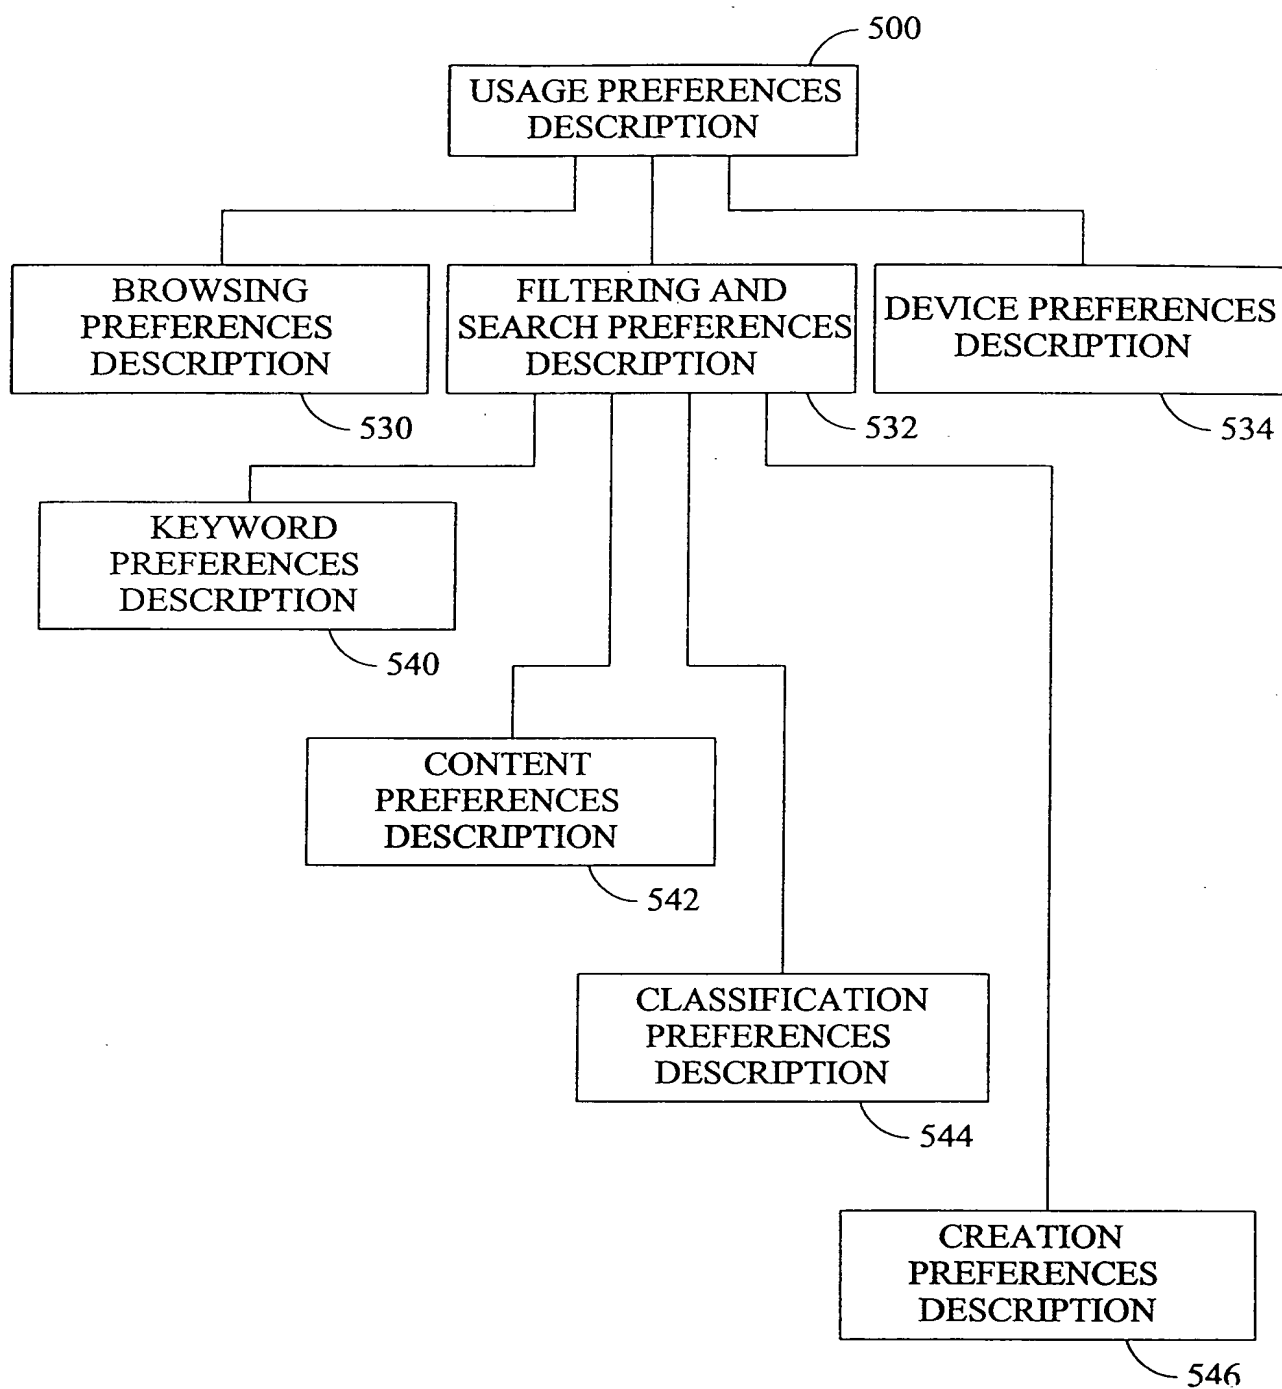 500
USAGE PREFERENCES
DESCRIPTION
BROWSING
PREFERENCES
DESCRIPTION
530
FILTERING AND
SEARCH PREFERENCES
DESCRIPTION
532
DEVICE PREFERENCES
DESCRIPTION
534
KEYWORD
PREFERENCES
DESCRIPTION
540
CONTENT
PREFERENCES
DESCRIPTION
542
CLASSIFICATION
PREFERENCES
DESCRIPTION
544
CREATION
PREFERENCES
DESCRIPTION
546